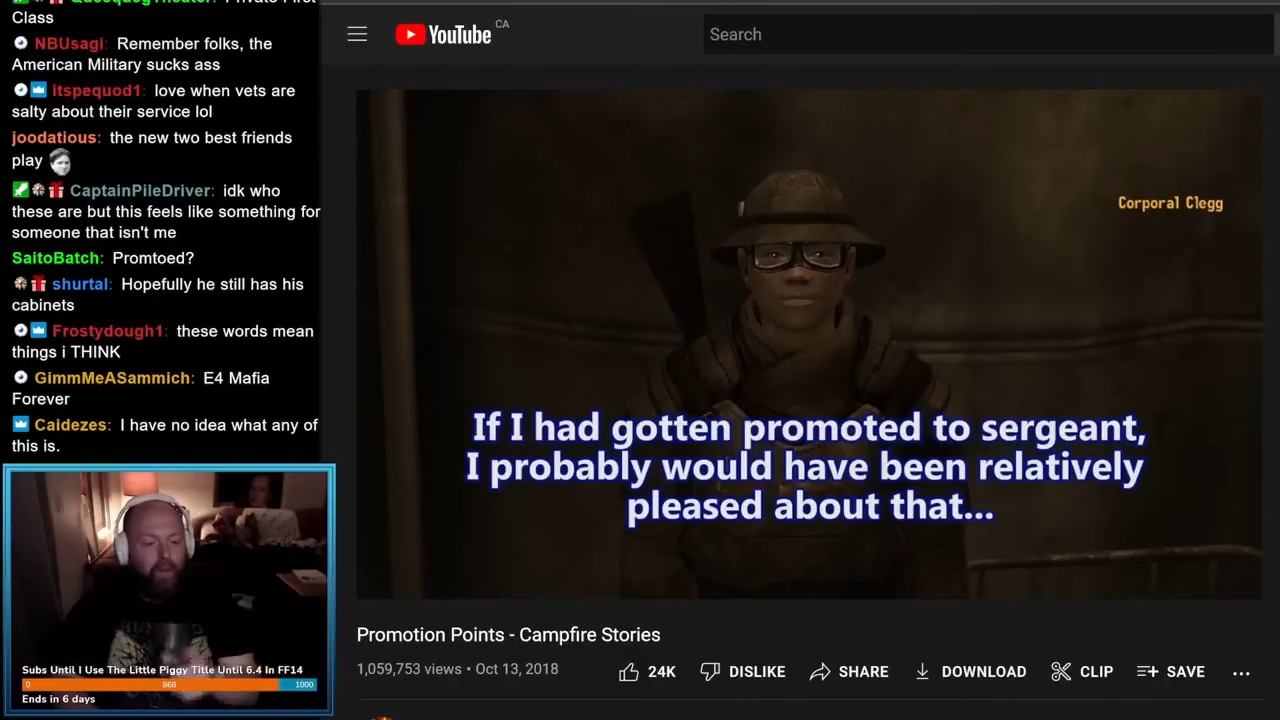 Class
NBUsagi: Remember folks, the
American Military sucks ass
itspequod1: love when vets are
salty about their service lol
joodatious: the new two best friends
play
CaptainPileDriver: idk who
these are but this feels like something for
someone that isn't me
SaitoBatch: Promtoed?
shurtal: Hopefully he still has his
cabinets
Frostydough1: these words mean
things i THINK
GimmMeASammich: E4 Mafia
Forever
Caidezes: I have no idea what any of
this is.
Subs Until I Use The Little Piggy Title Until 6.4 In FF14
0 868 1000
Ends in 6 days
YouTube CA
Search
Corporal Clegg
If I had gotten promoted to sergeant,
I probably would have been relatively
pleased about that...
Promotion Points - Campfire Stories
1,059,753 views • Oct 13, 2018
24K DISLIKE SHARE DOWNLOAD CLIP SAVE ...